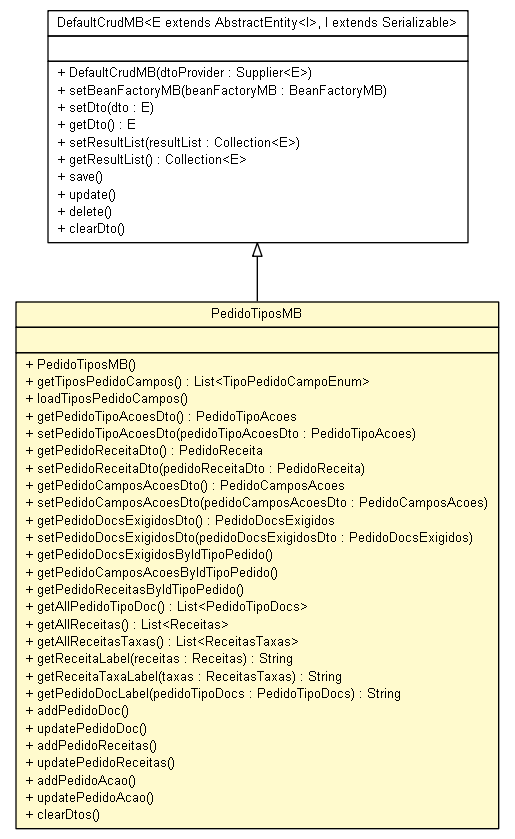 DefaultCrudMB<E extends AbstractEntity<I>, I extends Serializable>
+ DefaultCrudMB(dtoProvider : Supplier<E>)
+ setBeanFactoryMB(beanFactoryMB : BeanFactoryMB)
+ setDto(dto : E)
+ getDto() : E
+ setResultList(resultList : Collection<E>)
+ getResultList() : Collection<E>
+ save()
+ update()
+ delete()
+ clearDto()
PedidoTiposMB
+ PedidoTiposMB()
+ getTiposPedidoCampos() : List<TipoPedidoCampoEnum>
+ loadTiposPedidoCampos()
+ getPedidoTipoAcoesDto() : PedidoTipoAcoes
+ setPedidoTipoAcoesDto(pedidoTipoAcoesDto : PedidoTipoAcoes)
+ getPedidoReceitaDto() : PedidoReceita
+ setPedidoReceitaDto(pedidoReceitaDto : PedidoReceita)
+ getPedidoCamposAcoesDto() : PedidoCamposAcoes
+ setPedidoCamposAcoesDto(pedidoCamposAcoesDto : PedidoCamposAcoes)
+ getPedidoDocsExigidosDto() : PedidoDocsExigidos
+ setPedidoDocsExigidosDto(pedidoDocsExigidosDto : PedidoDocsExigidos)
+ getPedidoDocsExigidosByIdTipoPedido()
+ getPedidoCamposAcoesByIdTipoPedido()
+ getPedidoReceitasByIdTipoPedido()
+ getAllPedidoTipoDoc() : List<PedidoTipoDocs>
+ getAllReceitas() : List<Receitas>
+ getAllReceitasTaxas() : List<ReceitasTaxas>
+ getReceitaLabel(receitas : Receitas) : String
+ getReceitaTaxaLabel(taxas : ReceitasTaxas) : String
+ getPedidoDocLabel(pedidoTipoDocs : PedidoTipoDocs) : String
+ addPedidoDoc()
+ updatePedidoDoc()
+ addPedidoReceitas()
+ updatePedidoReceitas()
+ addPedidoAcao()
+ updatePedidoAcao()
+ clearDtos()